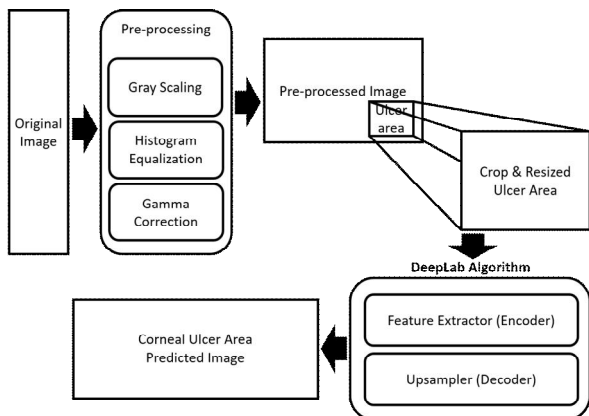 Original
Image
Pre-processing
Gray Scaling
Histogram
Equalization
Gamma
Correction
Pre-processed Image
Ulcer
area
Crop & Resized
Ulcer Area
DeepLab Algorithm
Feature Extractor (Encoder)
Upsampler (Decoder)
Corneal Ulcer Area
Predicted Image